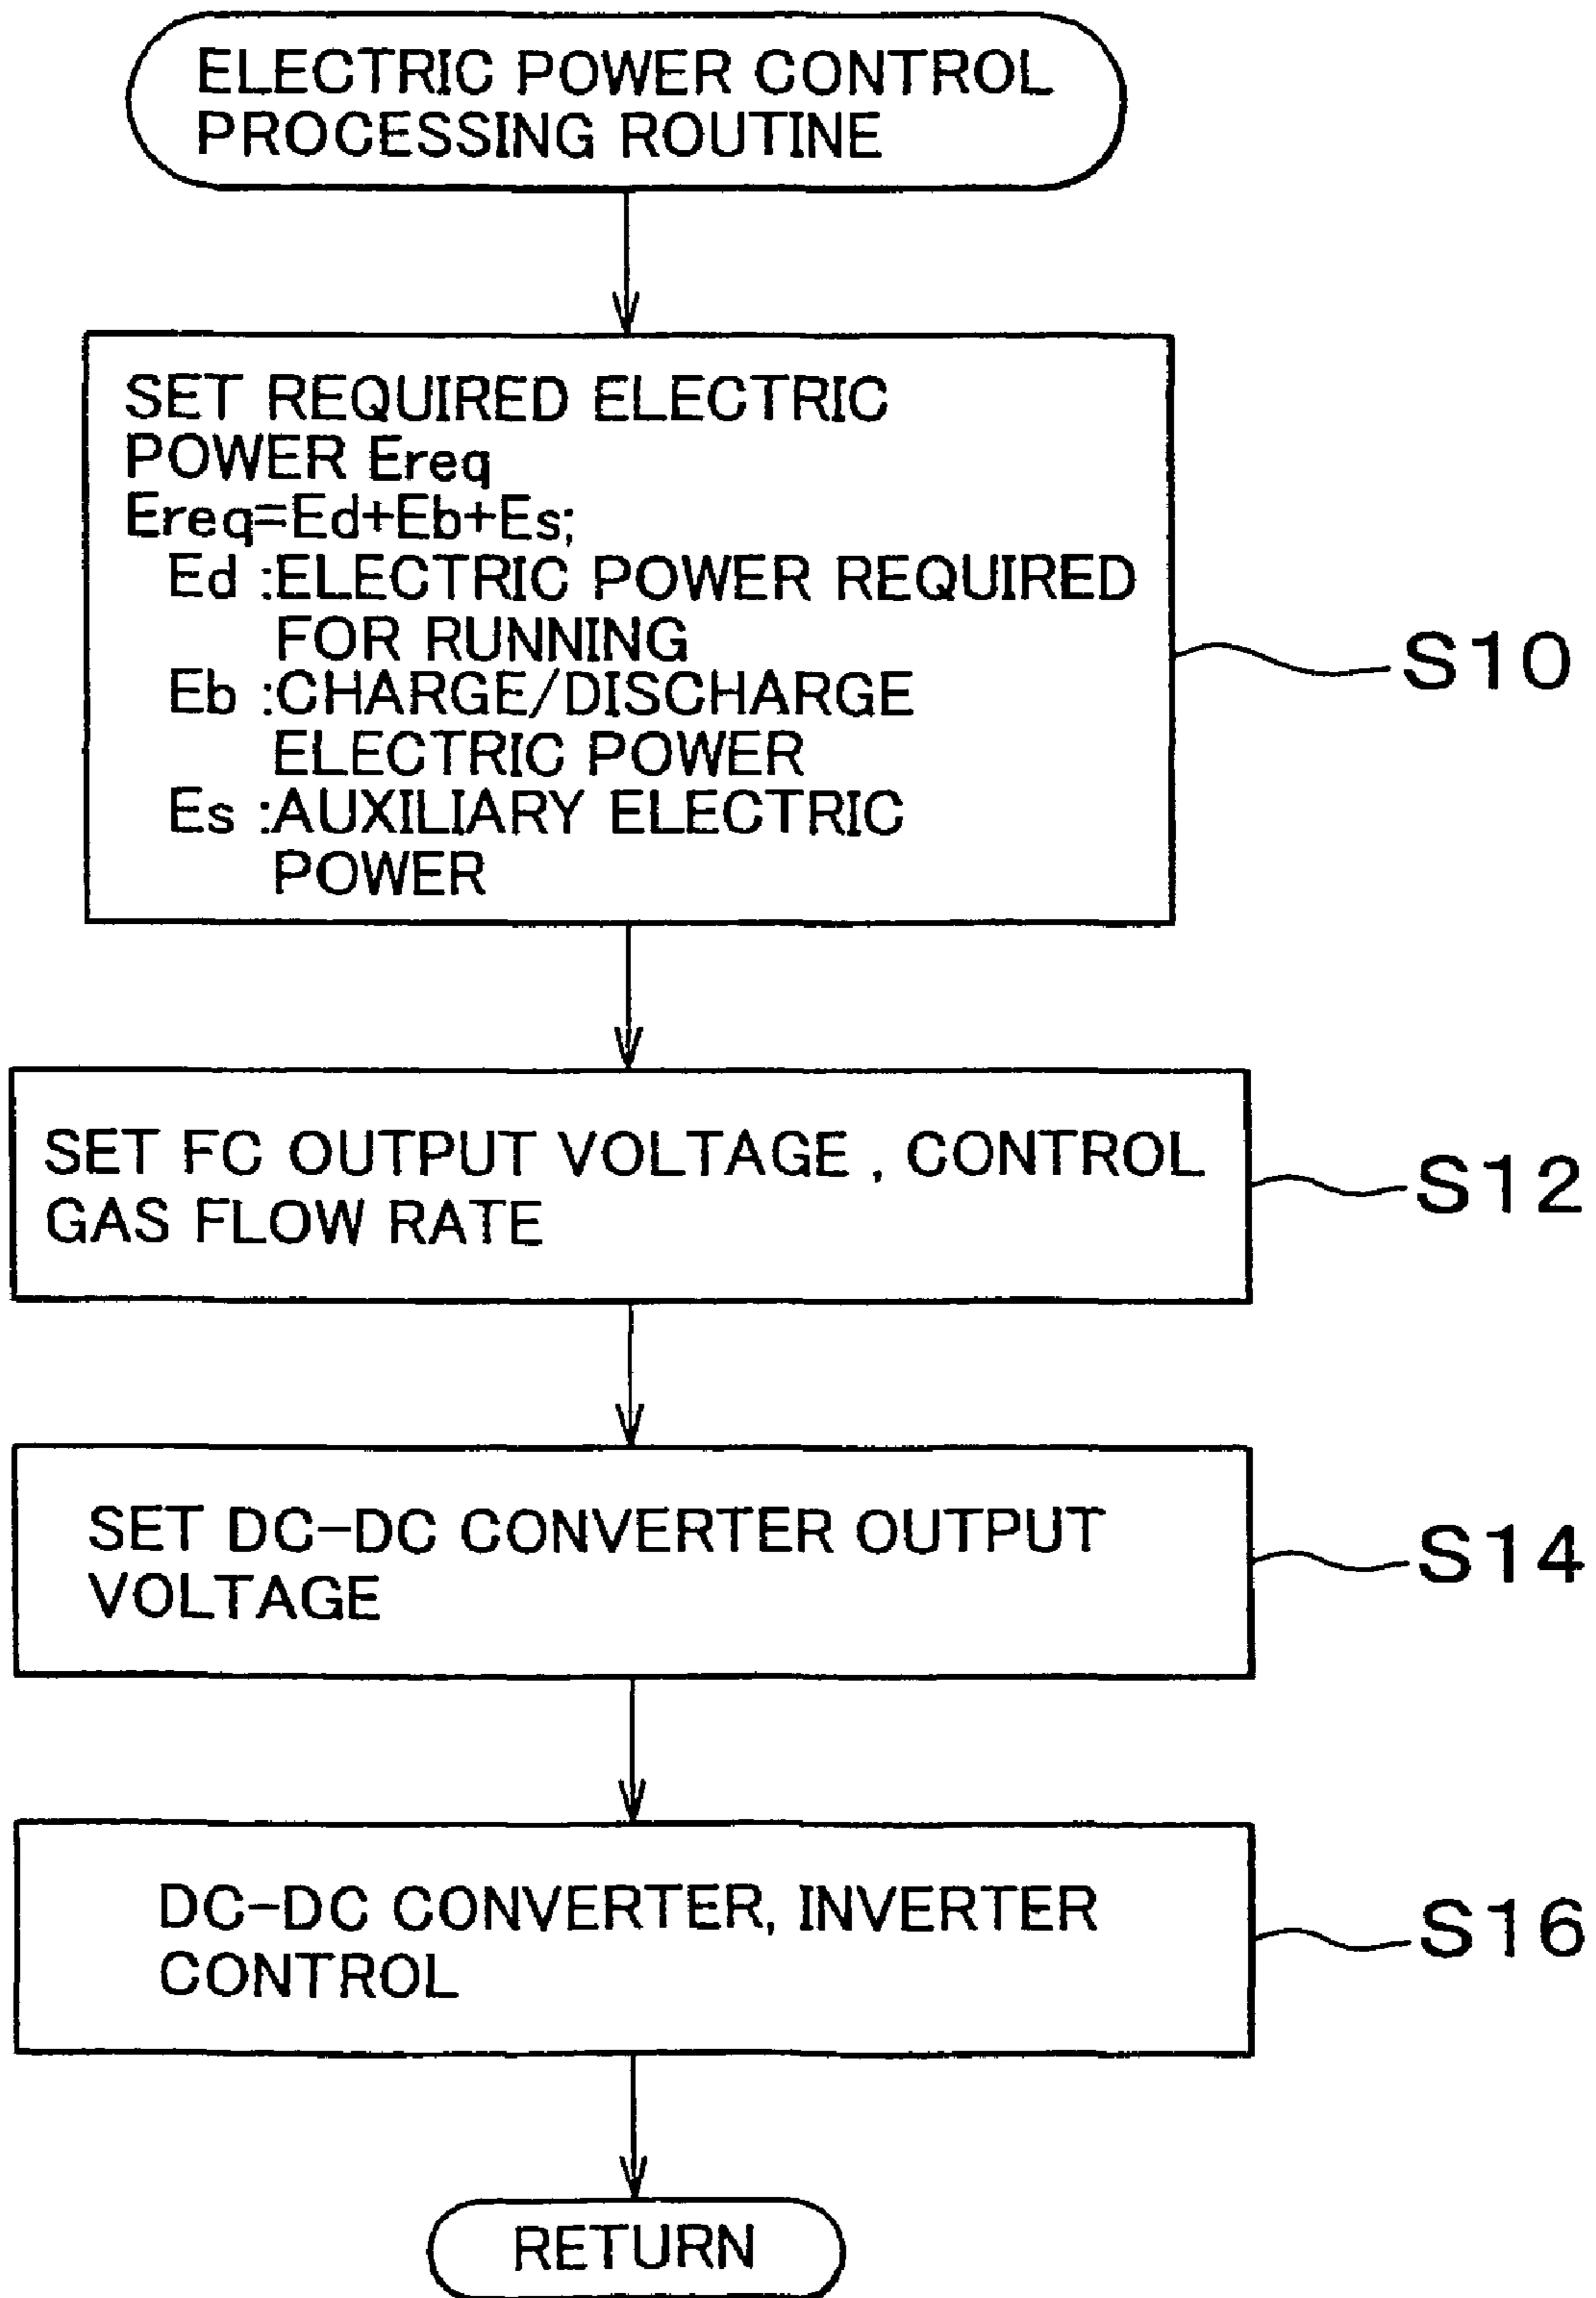 ELECTRIC POWER CONTROL
PROCESSING ROUTINE
SET REQUIRED ELECTRIC
POWER Ereq
Ereq=Ed+Eb+Es;
Ed :ELECTRIC POWER REQUIRED
FOR RUNNING
Eb :CHARGE/DISCHARGE
ELECTRIC POWER
Es :AUXILIARY ELECTRIC
POWER
S10
SET FC OUTPUT VOLTAGE , CONTROL
GAS FLOW RATE
S12
SET DC-DC CONVERTER OUTPUT
VOLTAGE
S14
DC-DC CONVERTER, INVERTER
CONTROL
S16
RETURN